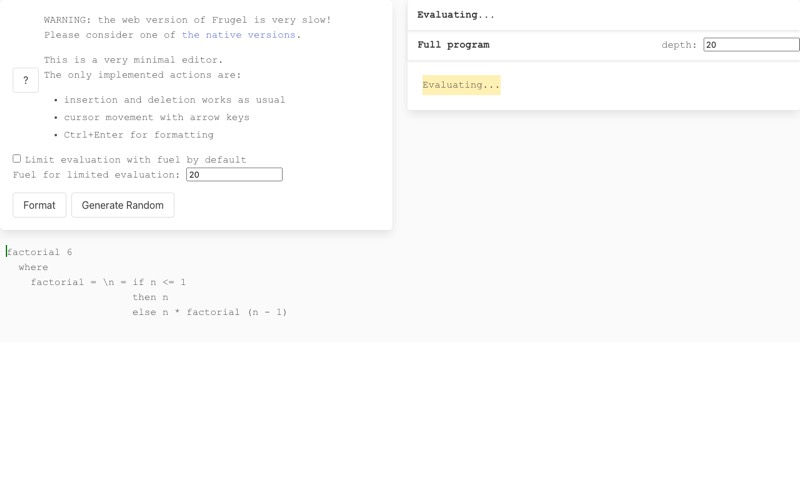 WARNING: the web version of Frugel is very slow!
Please consider one of the native versions.
This is a very minimal editor.
The only implemented actions are:
?
• insertion and deletion works as usual
• cursor movement with arrow keys
• Ctrl+Enter for formatting
Limit evaluation with fuel by default
Fuel for limited evaluation: 20
Format Generate Random
factorial 6
  where
    factorial = \n = if n <= 1
                     then n
                     else n * factorial (n - 1)
Evaluating...
Full program depth: 20
Evaluating...